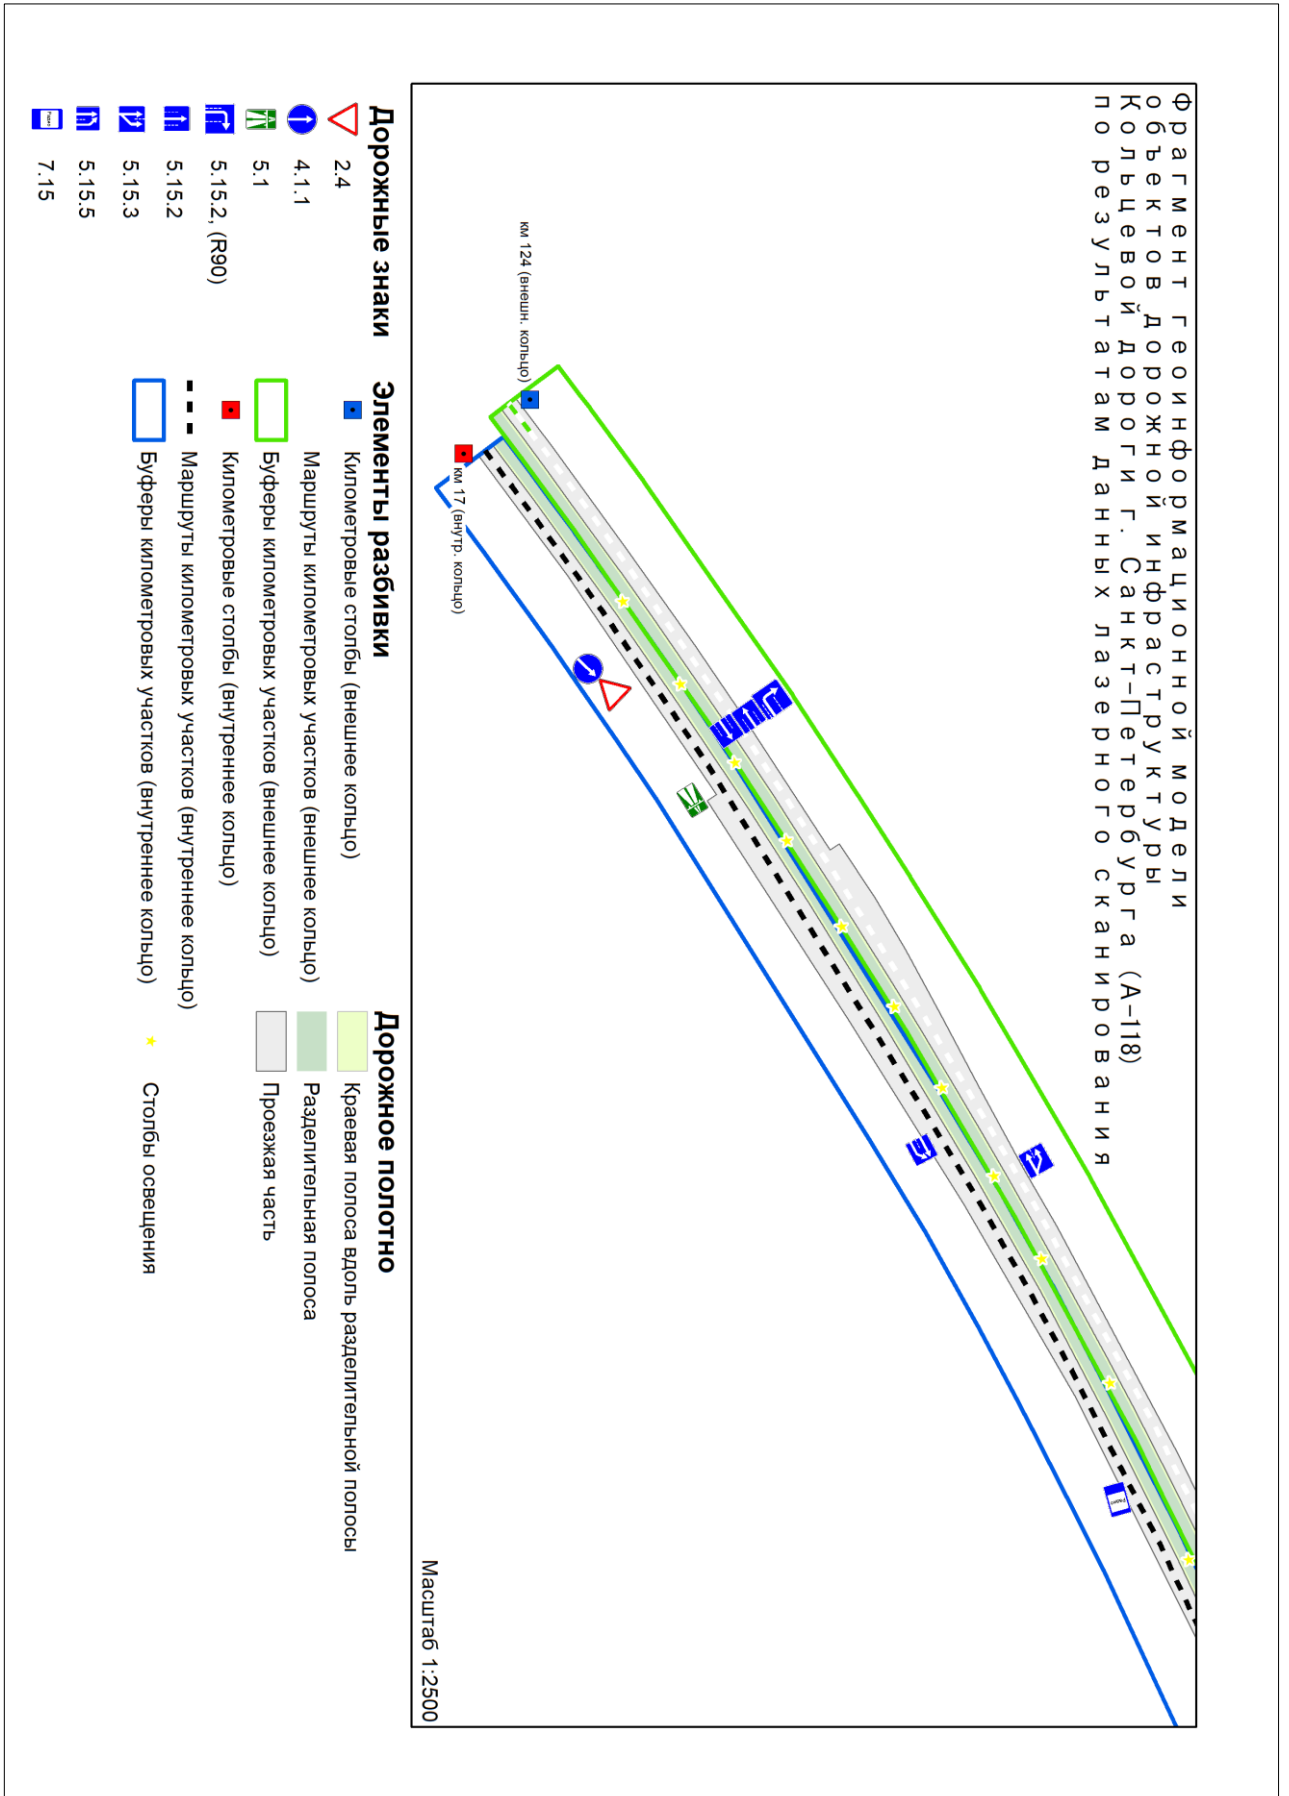 Фрагмент геоинформационной модели
объектов дорожной инфраструктуры
Кольцевой дороги г. Санкт-Петербурга (А-118)
по результатам данных лазерного сканирования
км 124 (внешн. кольцо)
км 17 (внутр. кольцо)
Масштаб 1:2500
Дорожные знаки
2.4
4.1.1
5.1
5.15.2, (R90)
5.15.2
5.15.3
5.15.5
7.15
Элементы разбивки
Километровые столбы (внешнее кольцо)
Маршруты километровых участков (внешнее кольцо)
Буферы километровых участков (внешнее кольцо)
Километровые столбы (внутреннее кольцо)
Маршруты километровых участков (внутреннее кольцо)
Буферы километровых участков (внутреннее кольцо)
Дорожное полотно
Краевая полоса вдоль разделительной полосы
Разделительная полоса
Проезжая часть
Столбы освещения